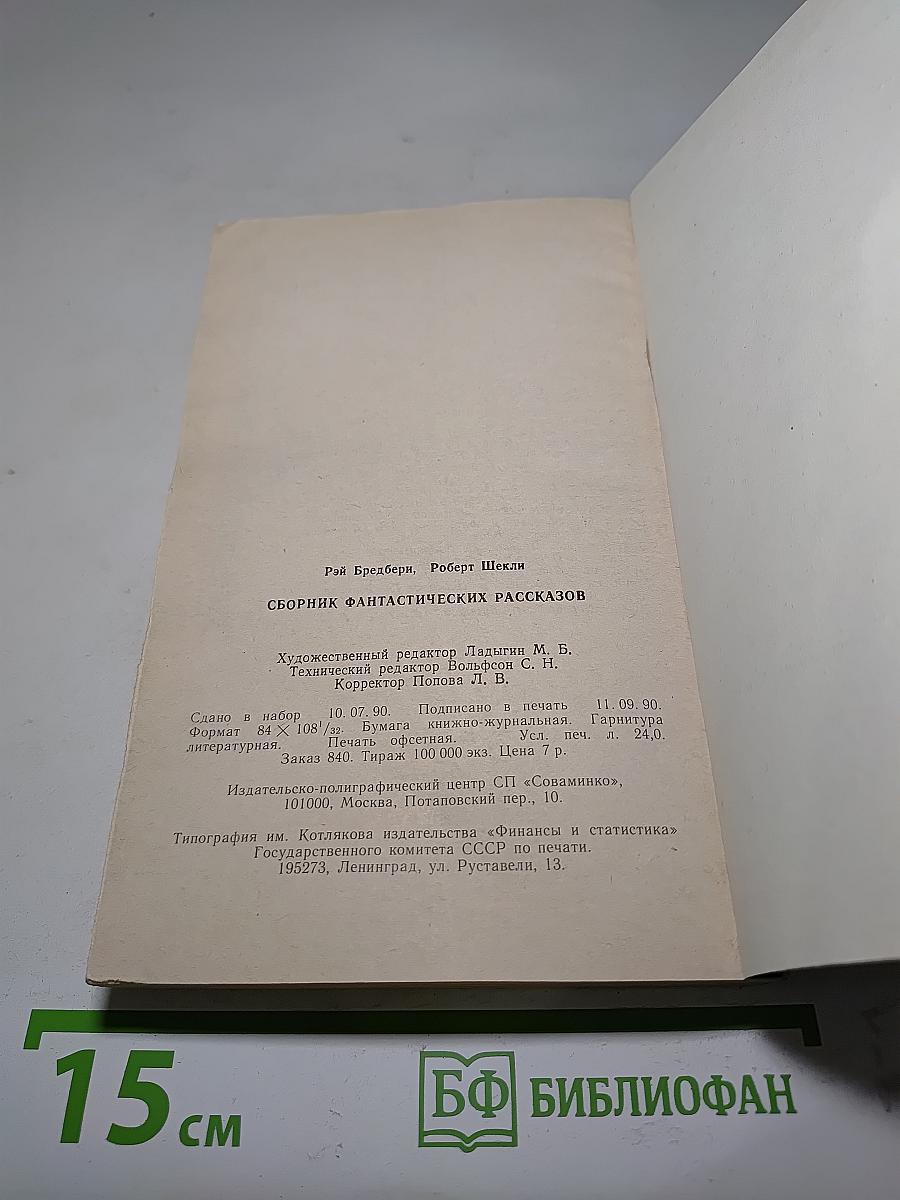 Рэй Бредбери, Роберт Шекли
СБОРНИК ФАНТАСТИЧЕСКИХ РАССКАЗОВ
Художественный редактор Ладыгин М. Б.
Технический редактор Вольфсон С. Н.
Корректор Попова Л. В.
Сдано в набор 10.07.90. Подписано в печать 11.09.90.
Формат 84 × 108¹/₃₂. Бумага книжно-журнальная. Гарнитура
литературная. Печать офсетная. Усл. печ. л. 24,0.
Заказ 840. Тираж 100 000 экз. Цена 7 р.
Издательско-полиграфический центр СП «Соваминко»,
101000, Москва, Потаповский пер., 10.
Типография им. Котлякова издательства «Финансы и статистика»
Государственного комитета СССР по печати.
195273, Ленинград, ул. Руставели, 13.
15 см
БФ БИБЛИОФАН